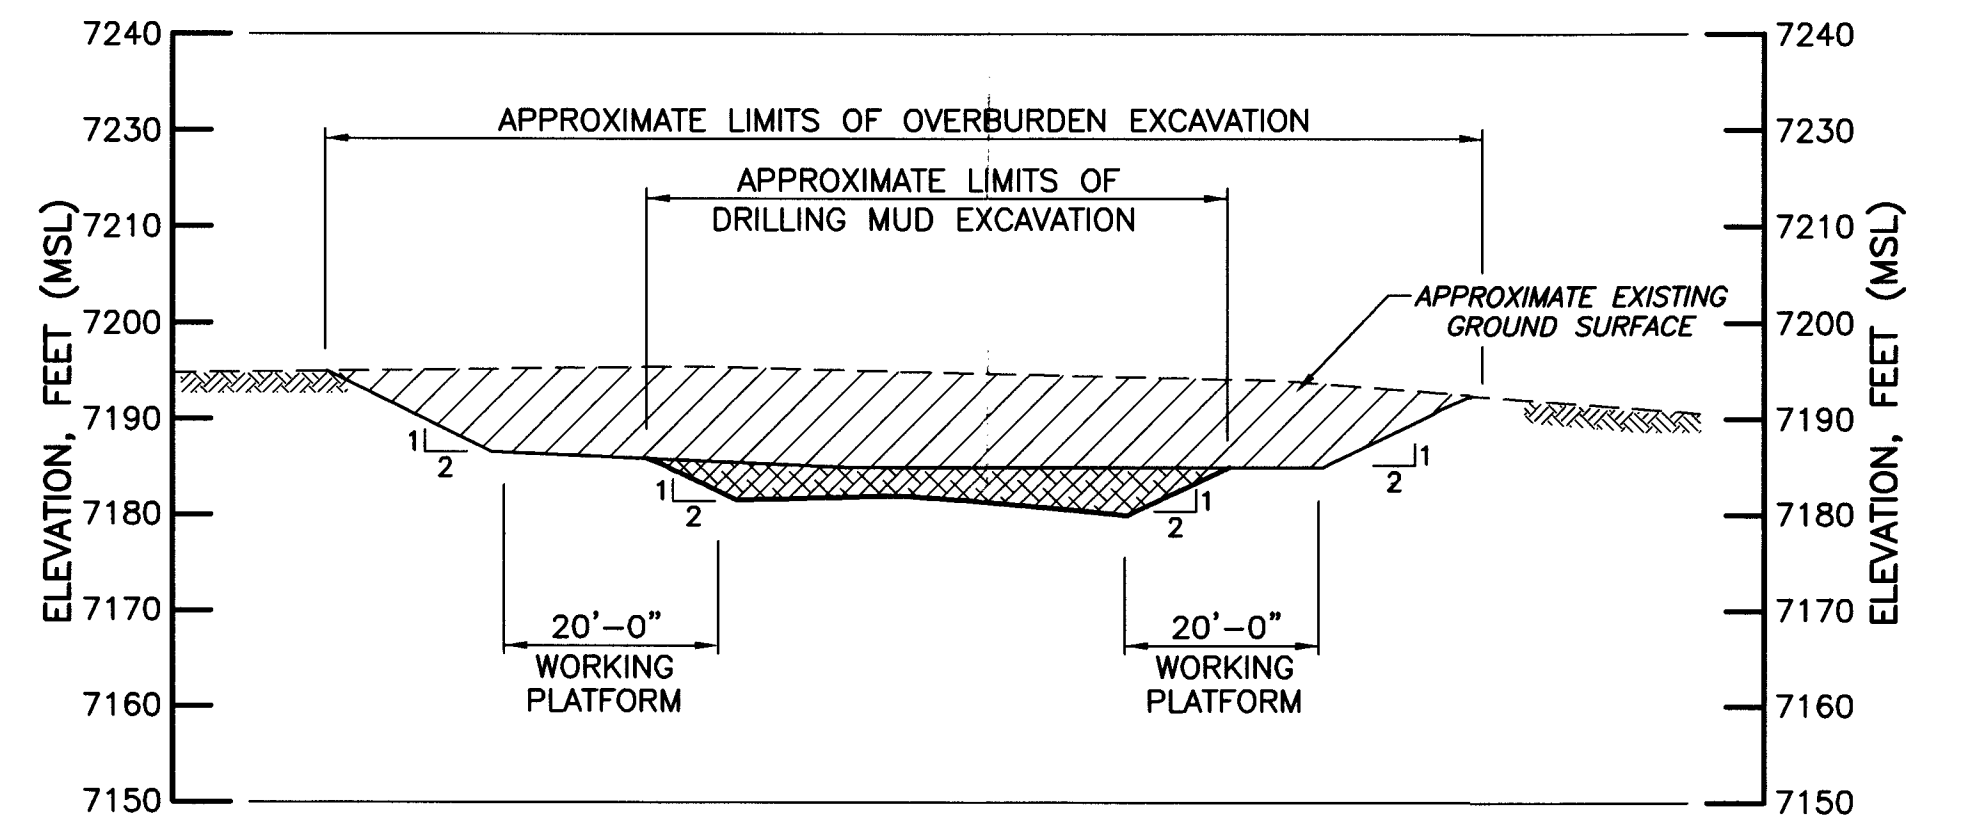 7240
7230
7210
7200
7190
7180
7170
7160
7150
ELEVATION, FEET (MSL)
APPROXIMATE LIMITS OF OVERBURDEN EXCAVATION
APPROXIMATE LIMITS OF
DRILLING MUD EXCAVATION
APPROXIMATE EXISTING
GROUND SURFACE
1
2
1
2
1
2
1
2
20'-0"
WORKING
PLATFORM
20'-0"
WORKING
PLATFORM
7240
7230
7210
7200
7190
7180
7170
7160
7150
ELEVATION, FEET (MSL)